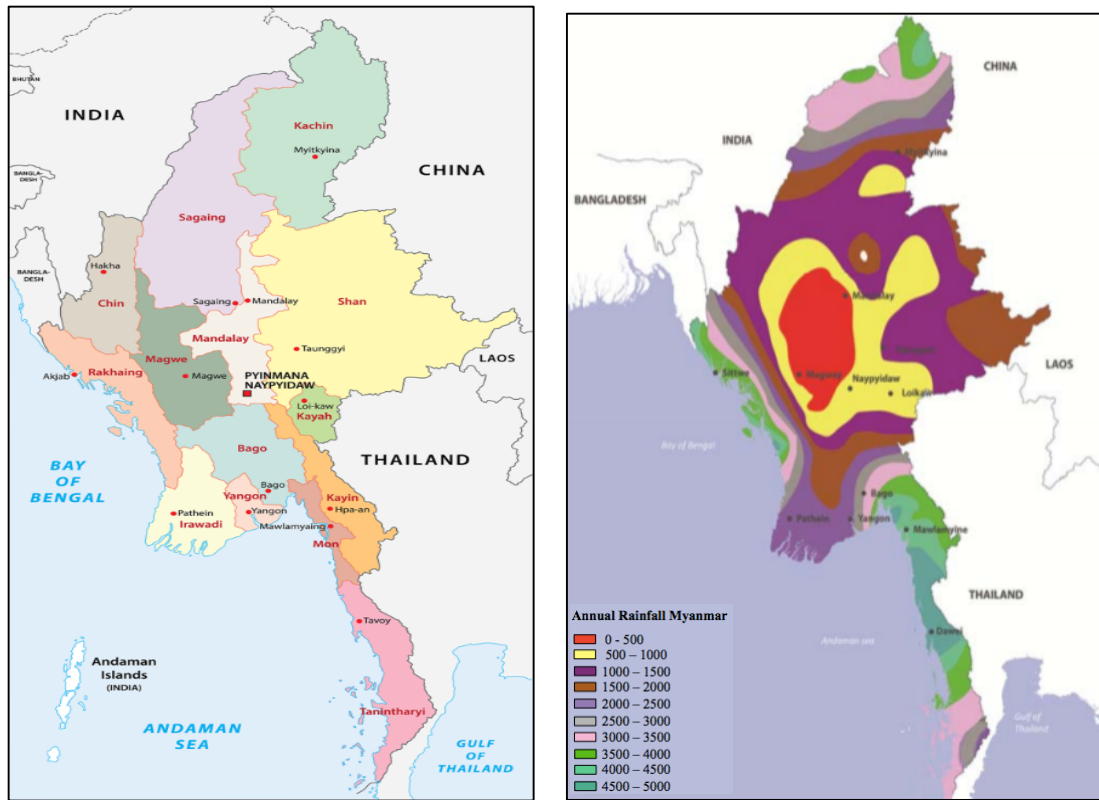 BHUTAN
INDIA
Kachin
Myitkyina
CHINA
BANGLA-
DESH
Sagaing
Hakha
BANGLA-
DESH
Chin
Sagaing
Mandalay
Shan
Mandalay
Taunggyi
Magwe
LAOS
Rakhaing
Akjab
Magwe
PYINMANA
NAYPYIDAW
Loi-kaw
Kayah
Bago
THAILAND
BAY
OF
BENGAL
Yangon
Bago
Kayin
Pathein
Yangon
Hpa-an
Irawadi
Mawlamyaing
Mon
Tavoy
Andaman
Islands
(INDIA)
Tanintharyi
ANDAMAN
SEA
GULF
OF
THAILAND
CHINA
INDIA
Myitkyina
BANGLADESH
Mandalay
Sittwe
Magway
Naypyidaw
Loikaw
LAOS
Bay of Bengal
Bago
Pathein
Yangon
Mawlamyine
THAILAND
Annual Rainfall Myanmar
0 - 500
500 – 1000
1000 – 1500
1500 – 2000
2000 – 2500
2500 – 3000
3000 – 3500
3500 – 4000
4000 – 4500
4500 – 5000
Andaman sea
Dawei
Gulf of
Thailand